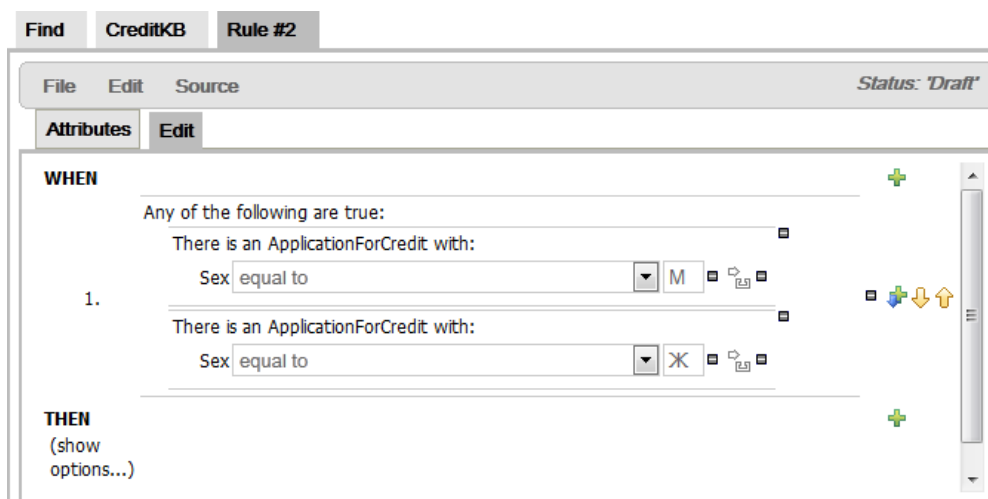 Find CreditKB Rule #2
File Edit Source Status: 'Draft'
Attributes Edit
WHEN
Any of the following are true:
There is an ApplicationForCredit with:
Sex equal to М
1.
There is an ApplicationForCredit with:
Sex equal to Ж
THEN
(show
options...)